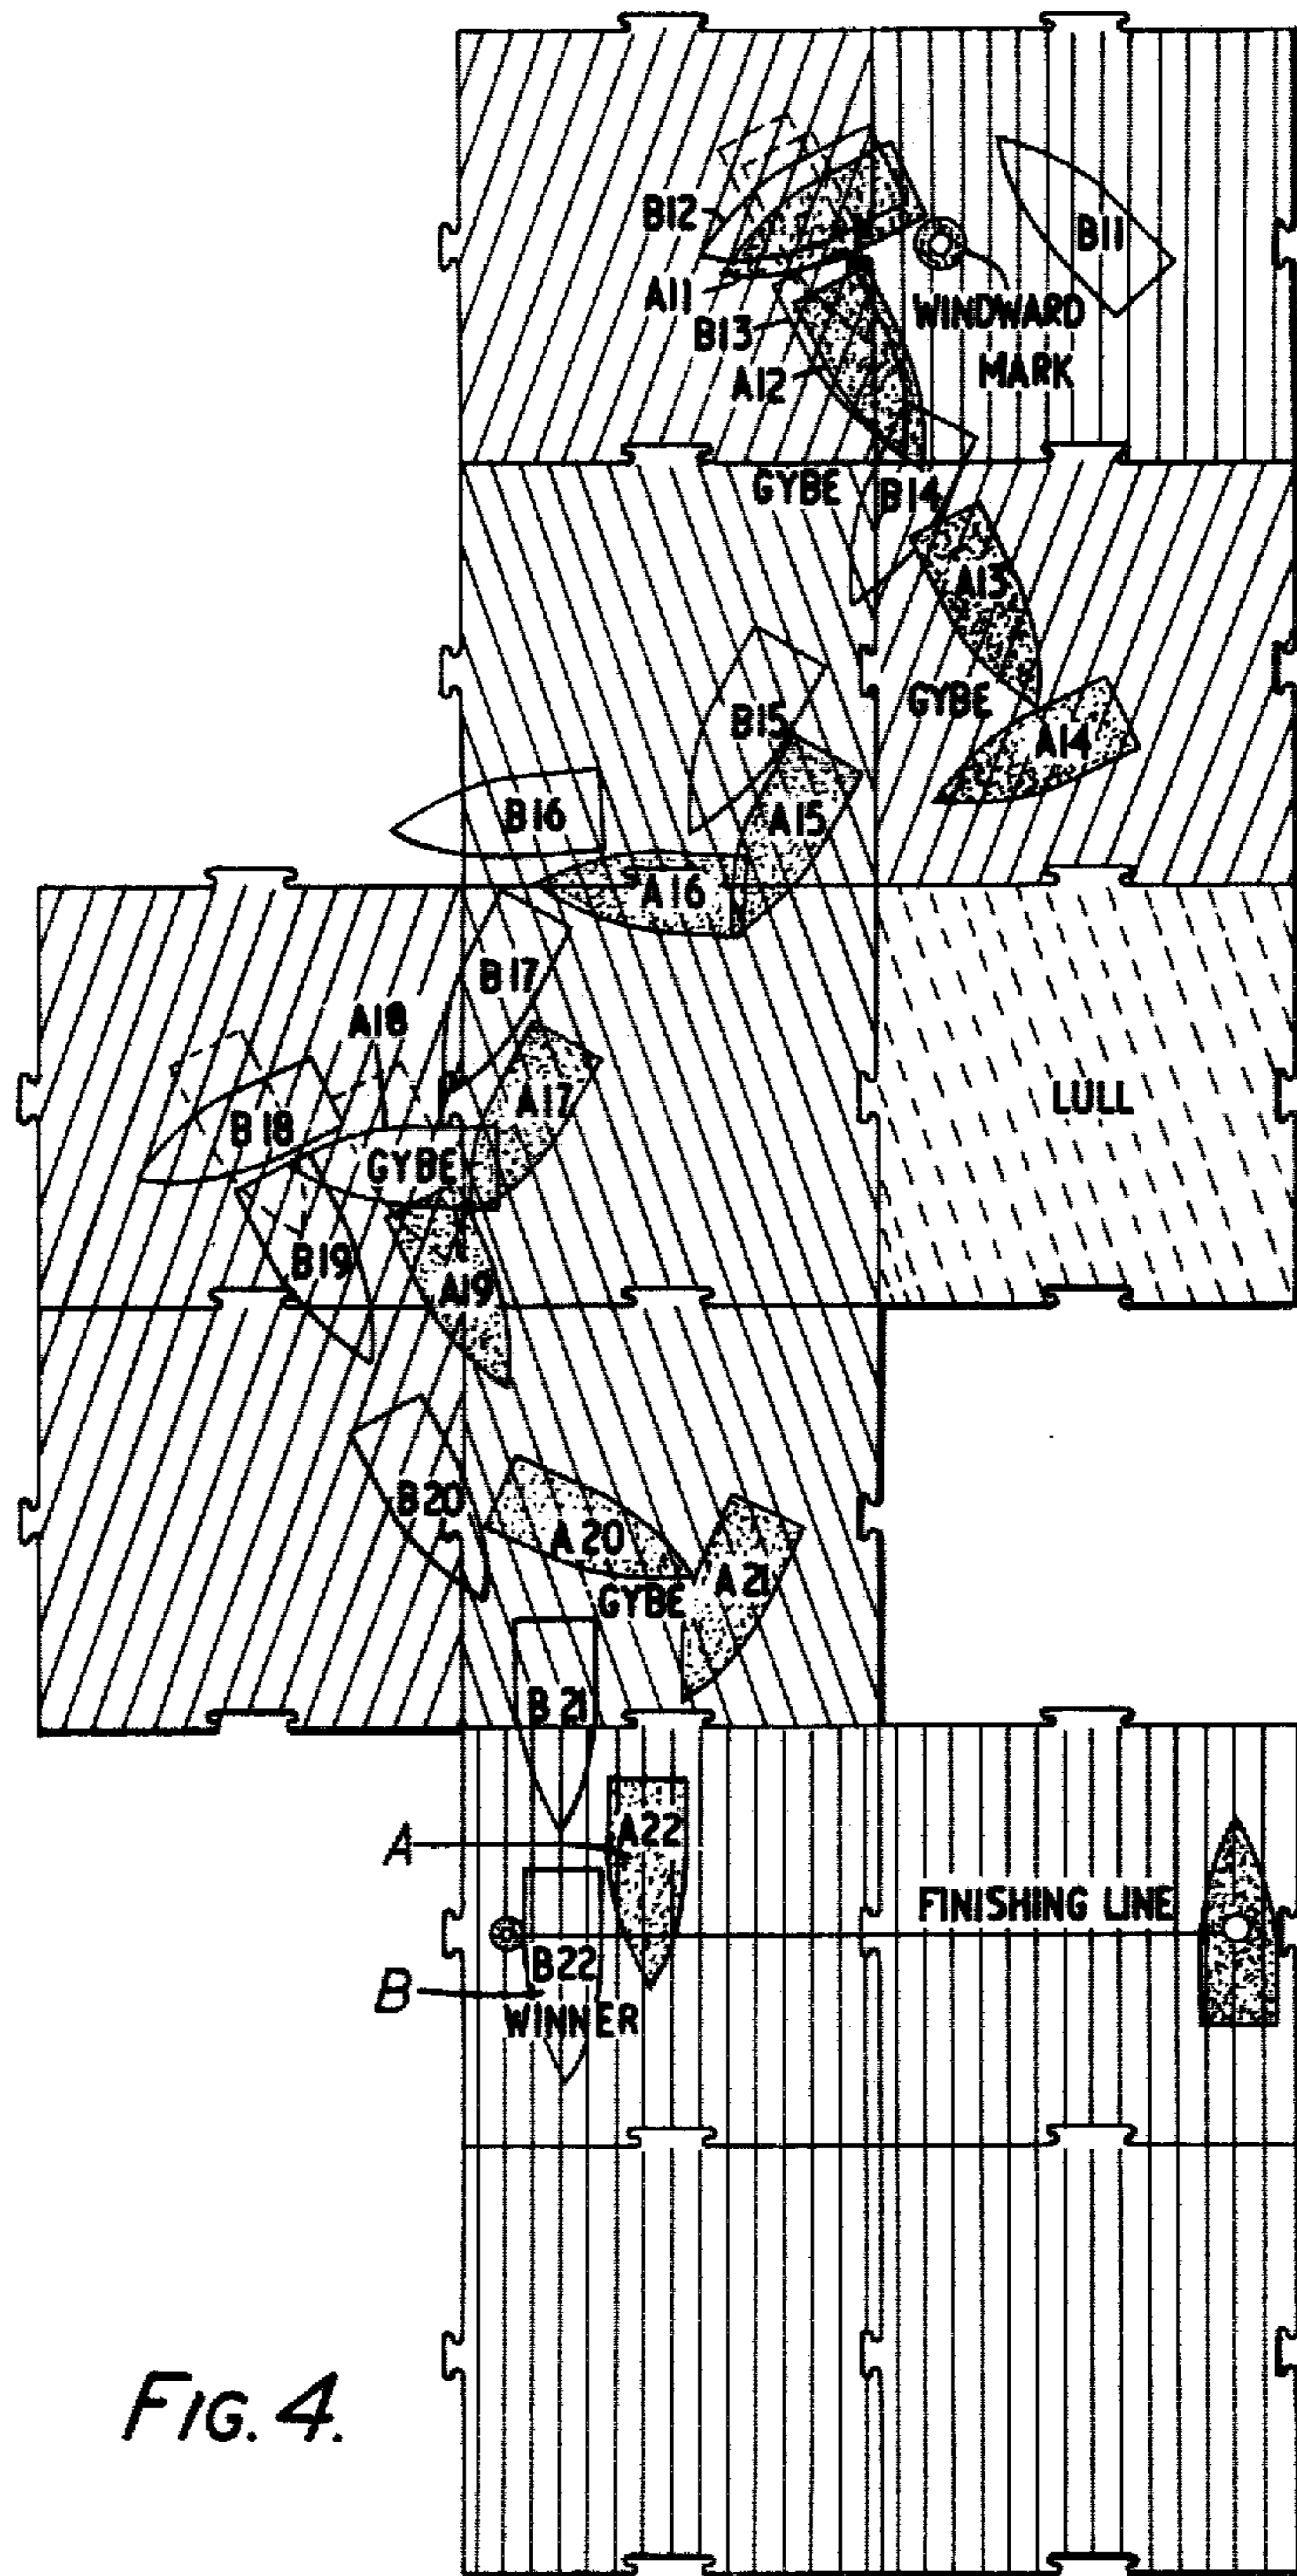 B12
B11
A11
WINDWARD
MARK
B13
A12
GYBE
B14
A13
GYBE
A14
B15
A15
B16
A16
B17
A18
A17
LULL
B18
GYBE
B19
A19
B20
A20
A21
GYBE
B21
A22
A
FINISHING LINE
B22
B
WINNER
FIG. 4.